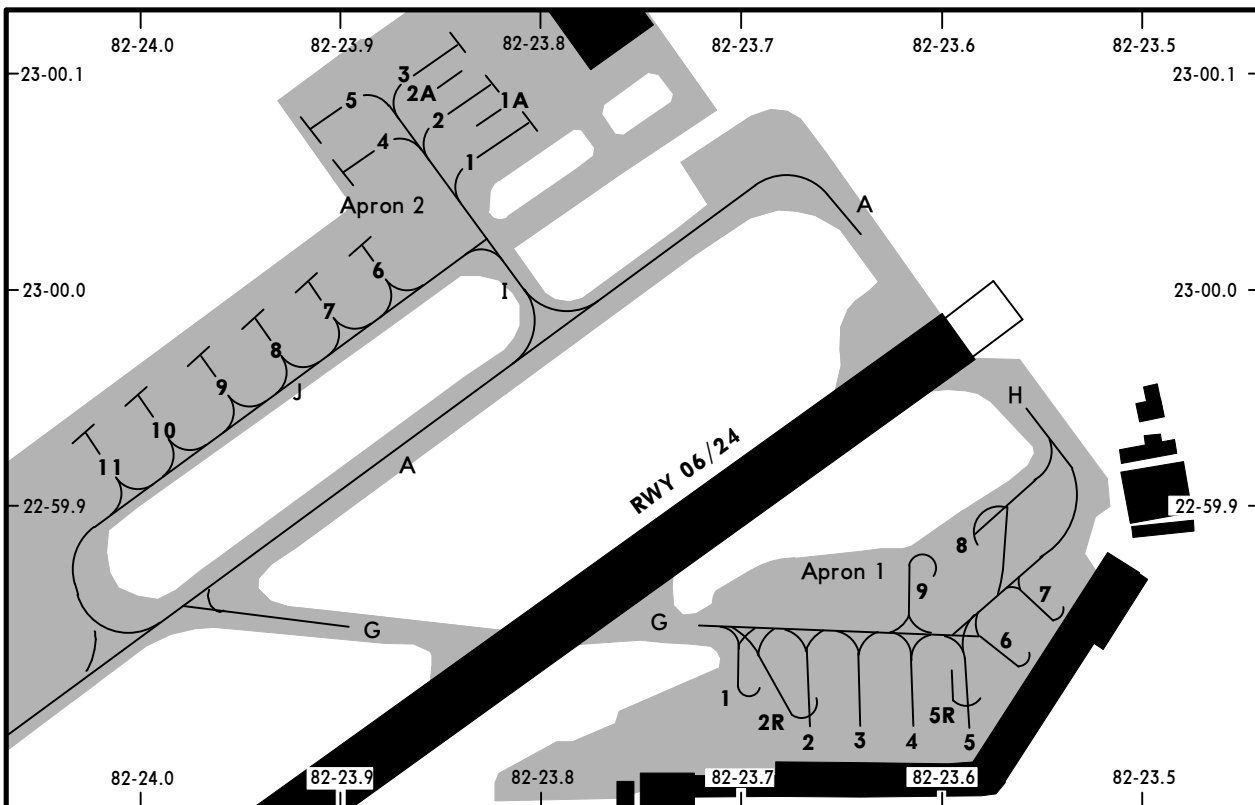 82-24.0 82-23.9 82-23.8 82-23.7 82-23.6 82-23.5
23-00.1 23-00.1
3
2A
5
1A
2
4
1
Apron 2
A
6
23-00.0 I 23-00.0
7
8
9
J
H
10
RWY 06/24
11
A
22-59.9 22-59.9
8
Apron 1
9
7
G
G
6
1
2R
5R
2 3 4 5
82-24.0 82-23.9 82-23.8 82-23.7 82-23.6 82-23.5